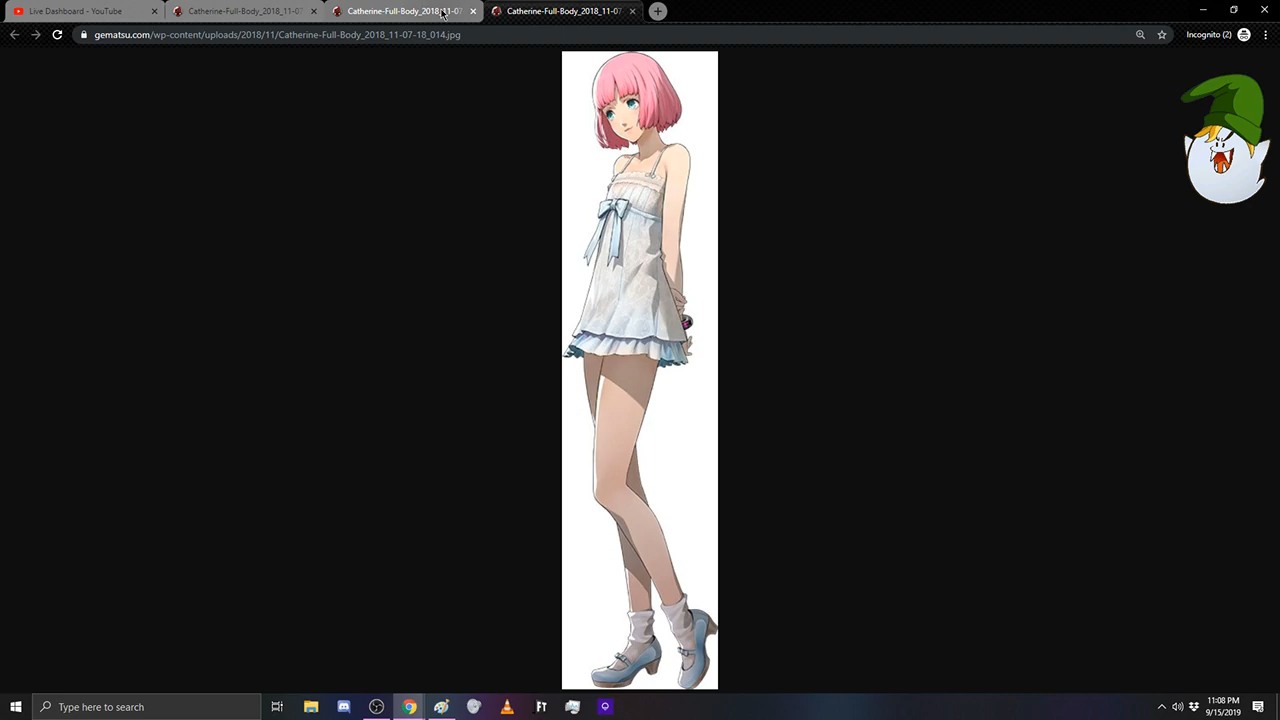 Live Dashboard - YouTube
Catherine-Full-Body_2018_11-07-
Catherine-Full-Body_2018_11-07
Catherine-Full-Body_2018_11-07
gematsu.com/wp-content/uploads/2018/11/Catherine-Full-Body_2018_11-07-18_014.jpg
Incognito (2)
Type here to search
11:08 PM
9/15/2019